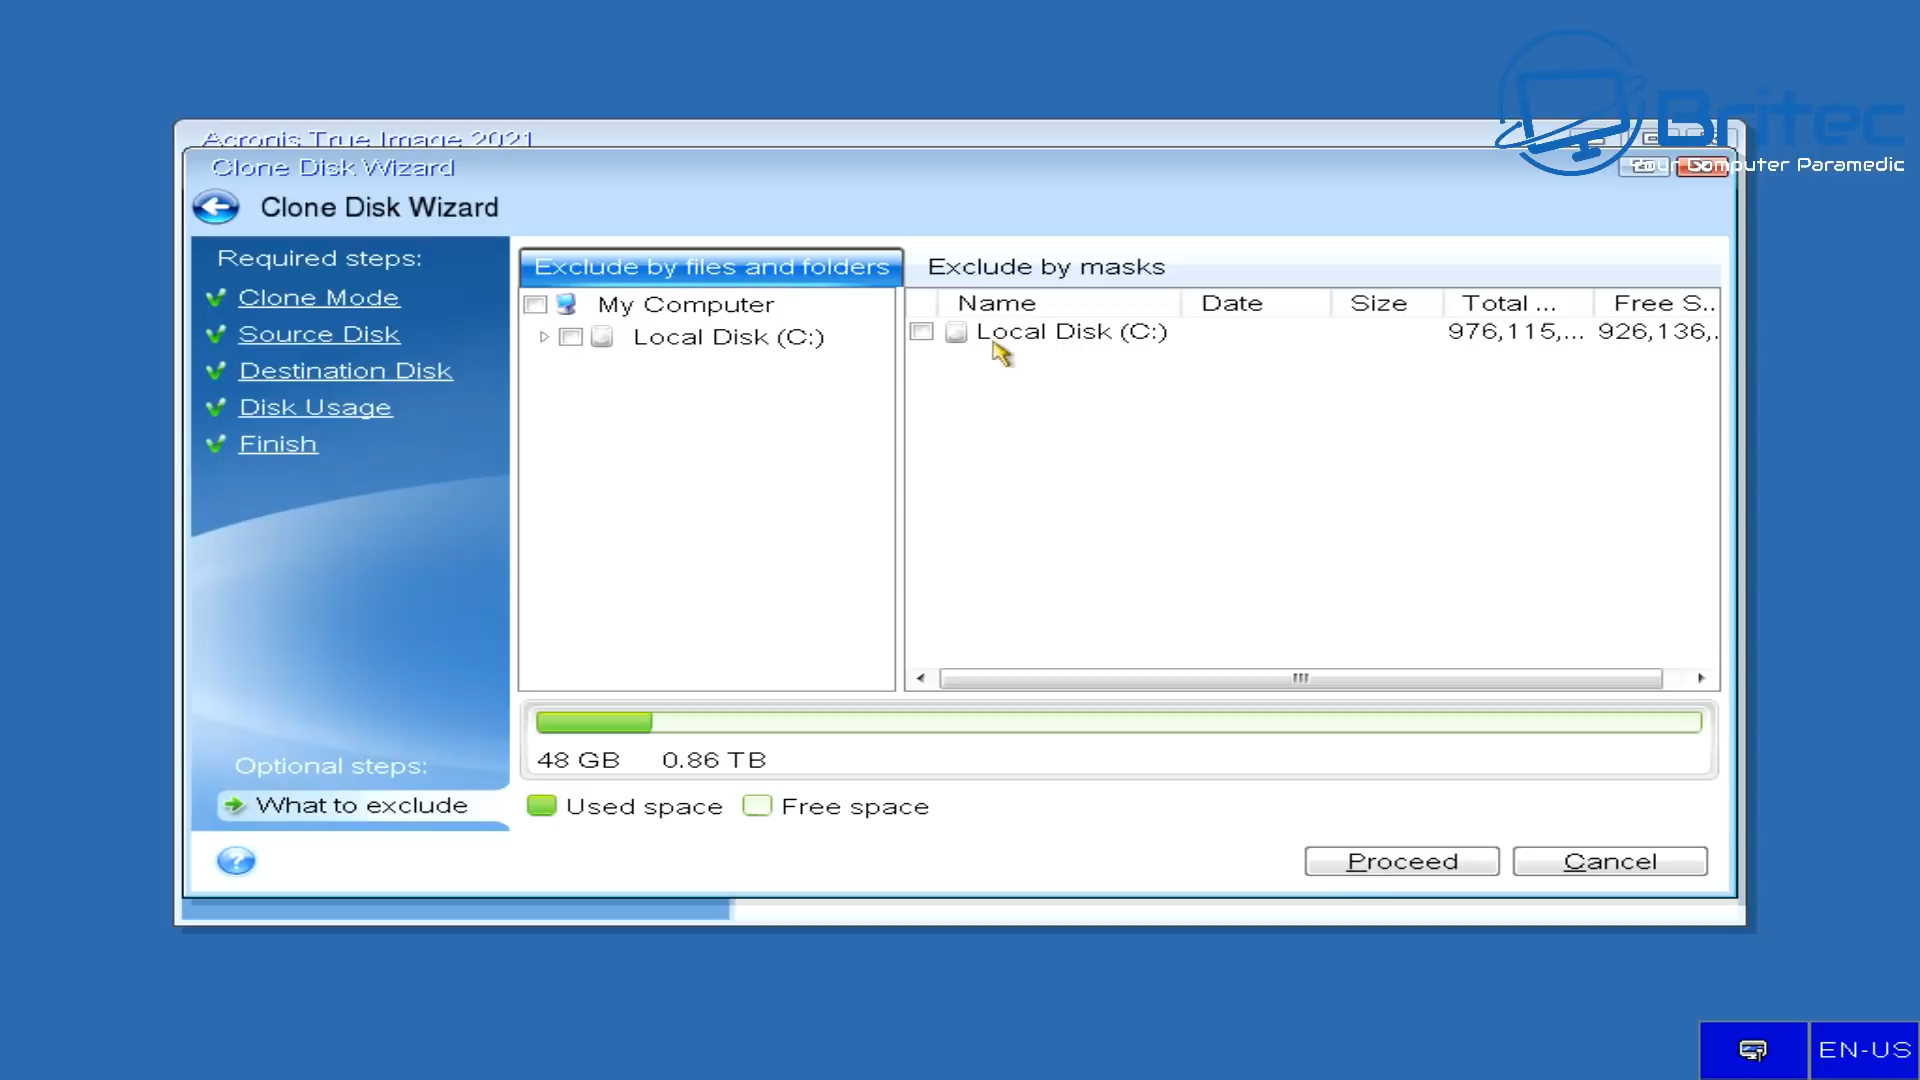 Britec
Your Computer Paramedic
Acronis True Image 2021
Clone Disk Wizard
Clone Disk Wizard
Required steps:
Clone Mode
Source Disk
Destination Disk
Disk Usage
Finish
Optional steps:
What to exclude
Exclude by files and folders
Exclude by masks
My Computer
Local Disk (C:)
Name Date Size Total ... Free S..
Local Disk (C:) 976,115,... 926,136,.
48 GB 0.86 TB
Used space Free space
Proceed Cancel
EN-US